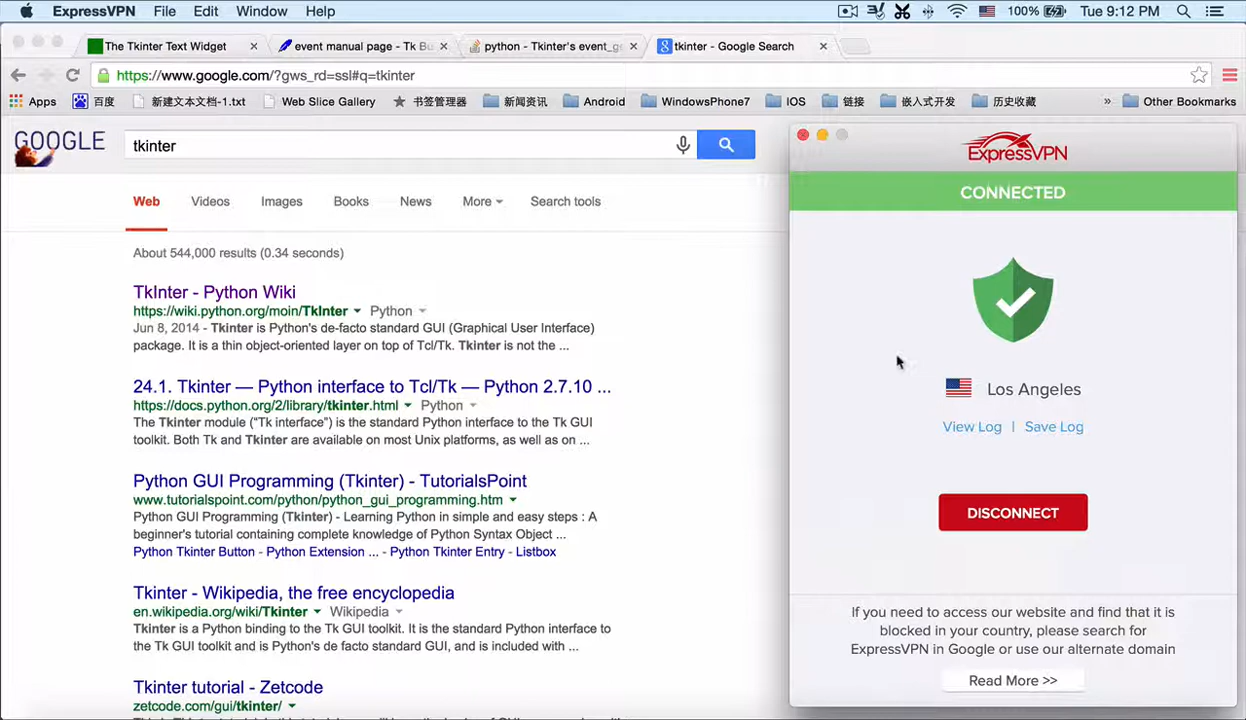 ExpressVPN File Edit Window Help 100% Tue 9:12 PM
The Tkinter Text Widget event manual page - Tk Bu python - Tkinter's event_g tkinter - Google Search
https://www.google.com/?gws_rd=ssl#q=tkinter
Apps 百度 新建文本文档-1.txt Web Slice Gallery 书签管理器 新闻资讯 Android WindowsPhone7 IOS 链接 嵌入式开发 历史收藏 » Other Bookmarks
GOOGLE tkinter
Web Videos Images Books News More Search tools
About 544,000 results (0.34 seconds)
TkInter - Python Wiki
https://wiki.python.org/moin/TkInter Python
Jun 8, 2014 - Tkinter is Python's de-facto standard GUI (Graphical User Interface)
package. It is a thin object-oriented layer on top of Tcl/Tk. Tkinter is not the ...
24.1. Tkinter — Python interface to Tcl/Tk — Python 2.7.10 ...
https://docs.python.org/2/library/tkinter.html Python
The Tkinter module (“Tk interface”) is the standard Python interface to the Tk GUI
toolkit. Both Tk and Tkinter are available on most Unix platforms, as well as on ...
Python GUI Programming (Tkinter) - TutorialsPoint
www.tutorialspoint.com/python/python_gui_programming.htm
Python GUI Programming (Tkinter) - Learning Python in simple and easy steps : A
beginner's tutorial containing complete knowledge of Python Syntax Object ...
Python Tkinter Button - Python Extension ... - Python Tkinter Entry - Listbox
Tkinter - Wikipedia, the free encyclopedia
en.wikipedia.org/wiki/Tkinter Wikipedia
Tkinter is a Python binding to the Tk GUI toolkit. It is the standard Python interface to
the Tk GUI toolkit and is Python's de facto standard GUI, and is included with ...
Tkinter tutorial - Zetcode
zetcode.com/gui/tkinter/
ExpressVPN
CONNECTED
Los Angeles
View Log | Save Log
DISCONNECT
If you need to access our website and find that it is
blocked in your country, please search for
ExpressVPN in Google or use our alternate domain
Read More >>